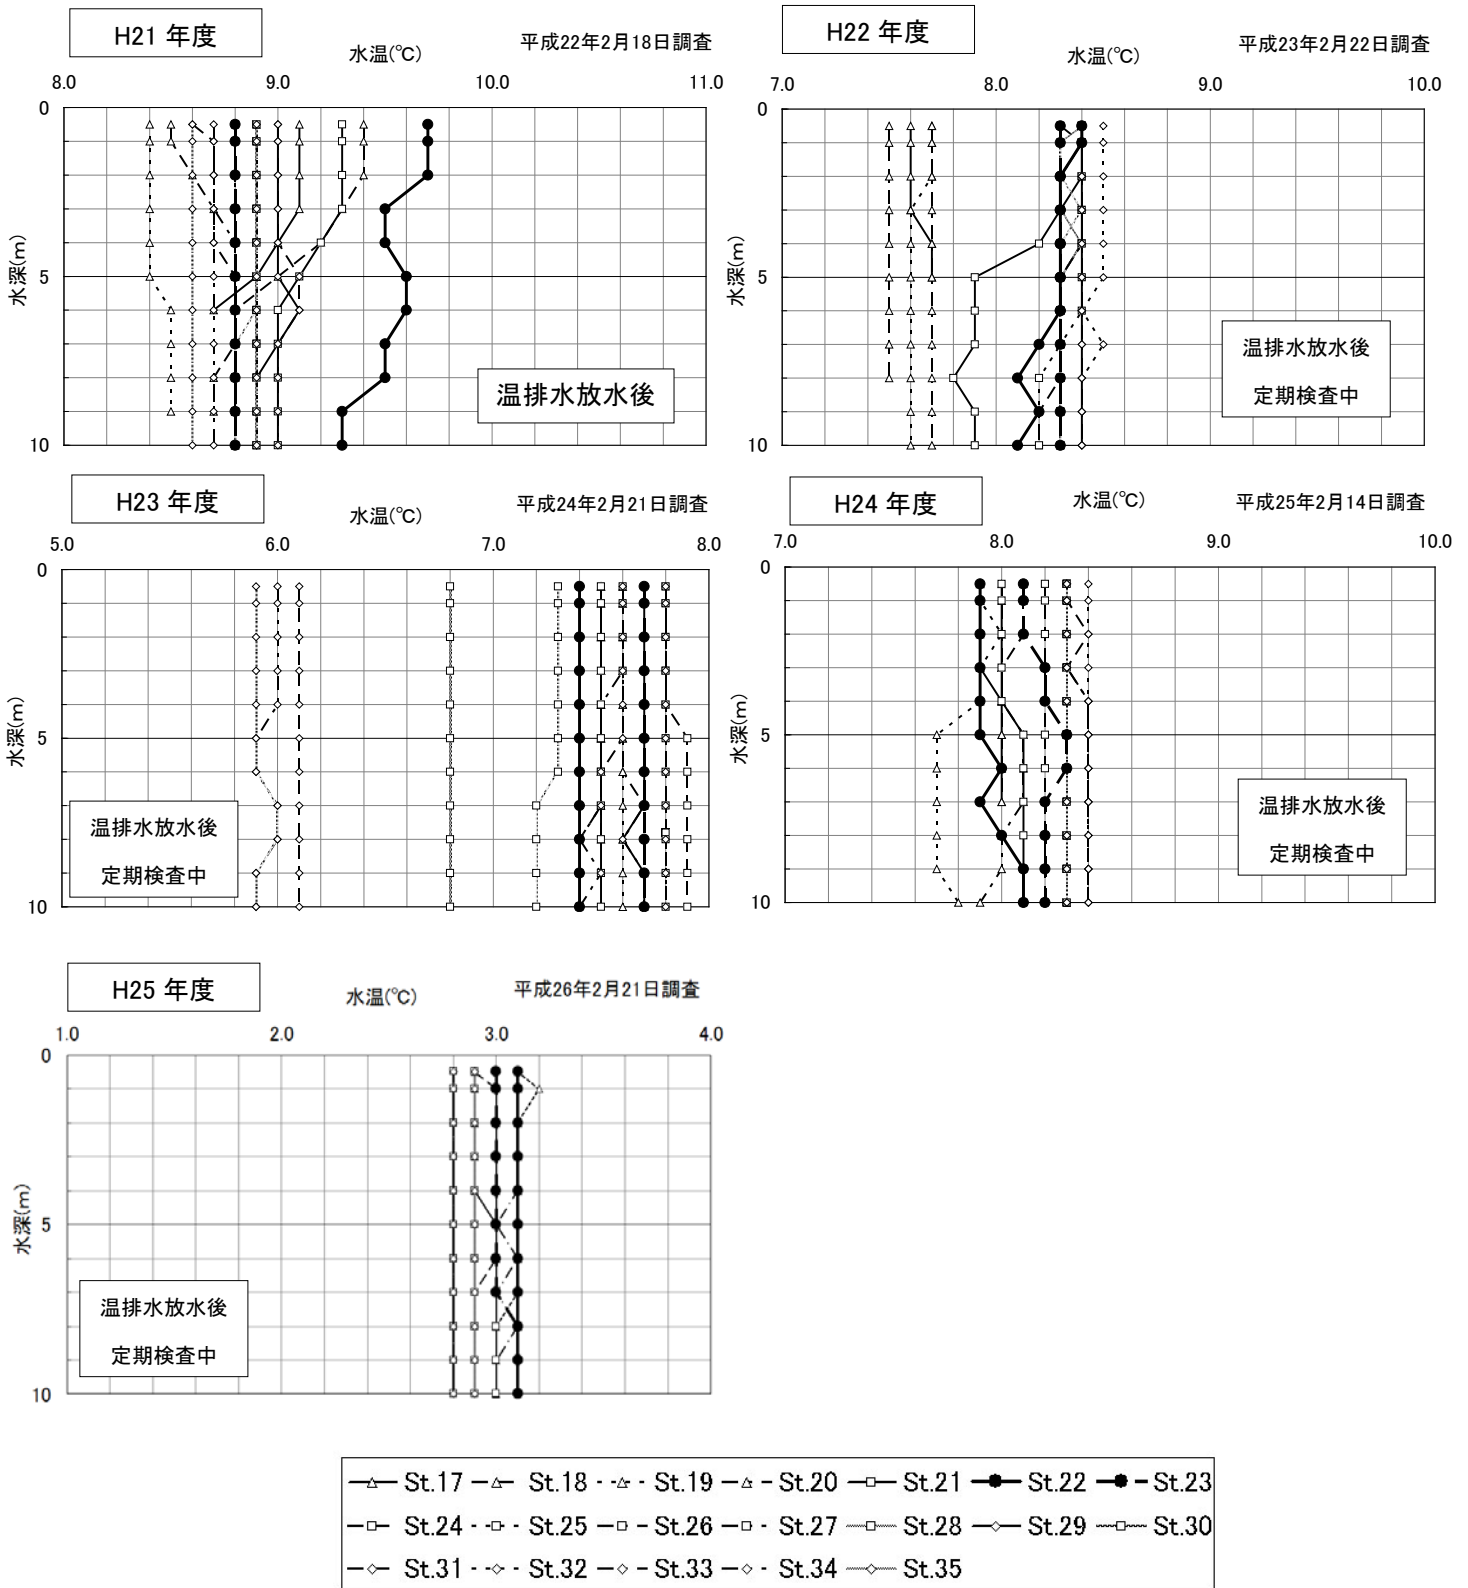 H21 年度
水温(℃)
平成22年2月18日調査
8.0 9.0 10.0 11.0
0
5
10
水深(m)
温排水放水後
H22 年度
水温(℃)
平成23年2月22日調査
7.0 8.0 9.0 10.0
0
5
10
水深(m)
温排水放水後
定期検査中
H23 年度
水温(℃)
平成24年2月21日調査
5.0 6.0 7.0 8.0
0
5
10
水深(m)
温排水放水後
定期検査中
H24 年度
水温(℃)
平成25年2月14日調査
7.0 8.0 9.0 10.0
0
5
10
水深(m)
温排水放水後
定期検査中
H25 年度
水温(℃)
平成26年2月21日調査
1.0 2.0 3.0 4.0
0
5
10
水深(m)
温排水放水後
定期検査中
St.17 St.18 St.19 St.20 St.21 St.22 St.23
St.24 St.25 St.26 St.27 St.28 St.29 St.30
St.31 St.32 St.33 St.34 St.35